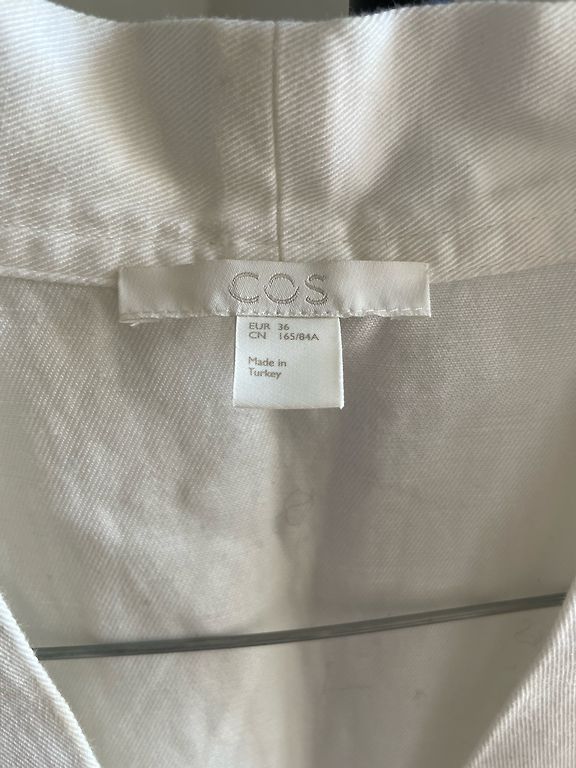 COS
EUR 36
CN 165/84A
Made in
Turkey